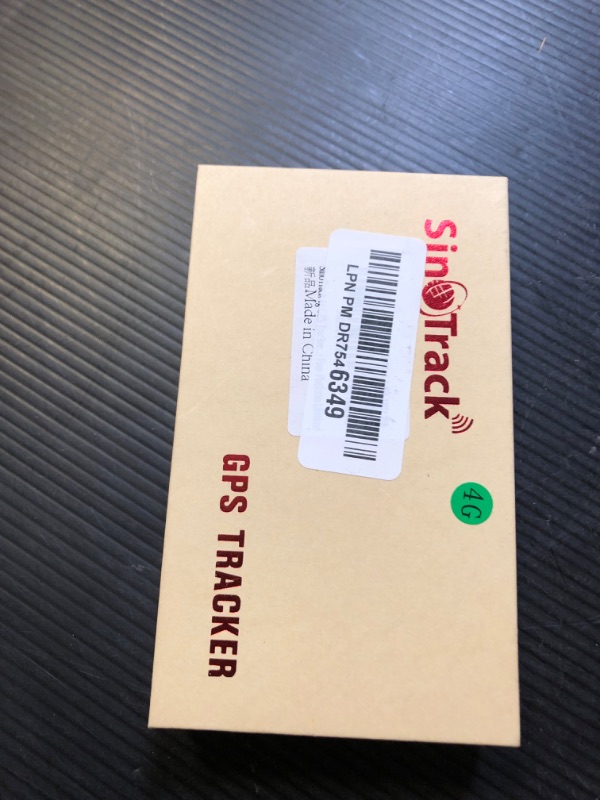 SinoTrack
LPN PM DR7546349
新品Made in China
4G
GPS TRACKER